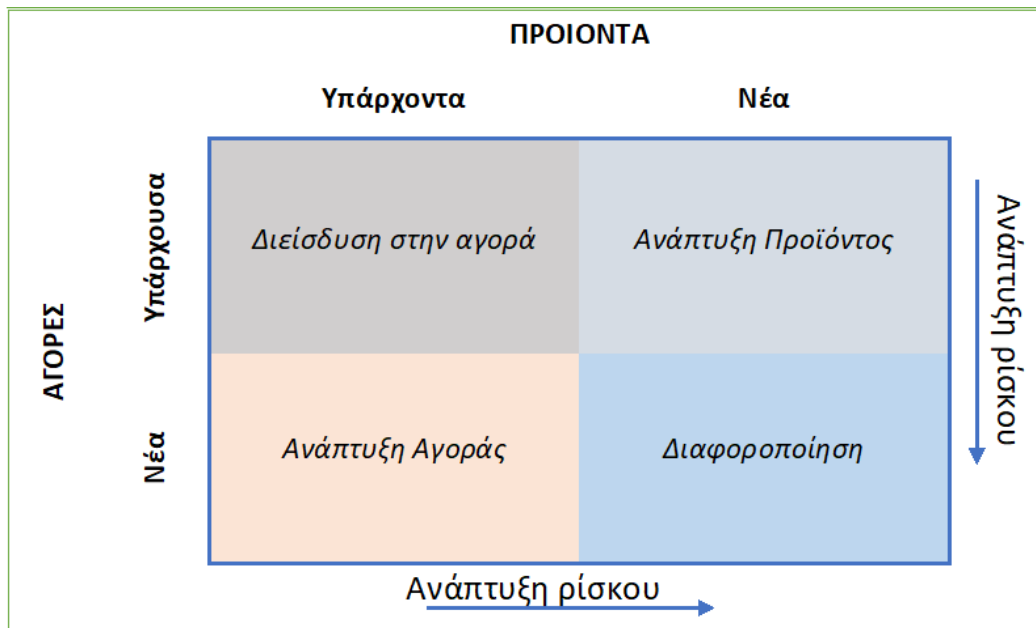 ΠΡΟΙΟΝΤΑ
Υπάρχοντα
Νέα
ΑΓΟΡΕΣ
Υπάρχουσα
Διείσδυση στην αγορά
Ανάπτυξη Προϊόντος
Νέα
Ανάπτυξη Αγοράς
Διαφοροποίηση
Ανάπτυξη ρίσκου
Ανάπτυξη ρίσκου